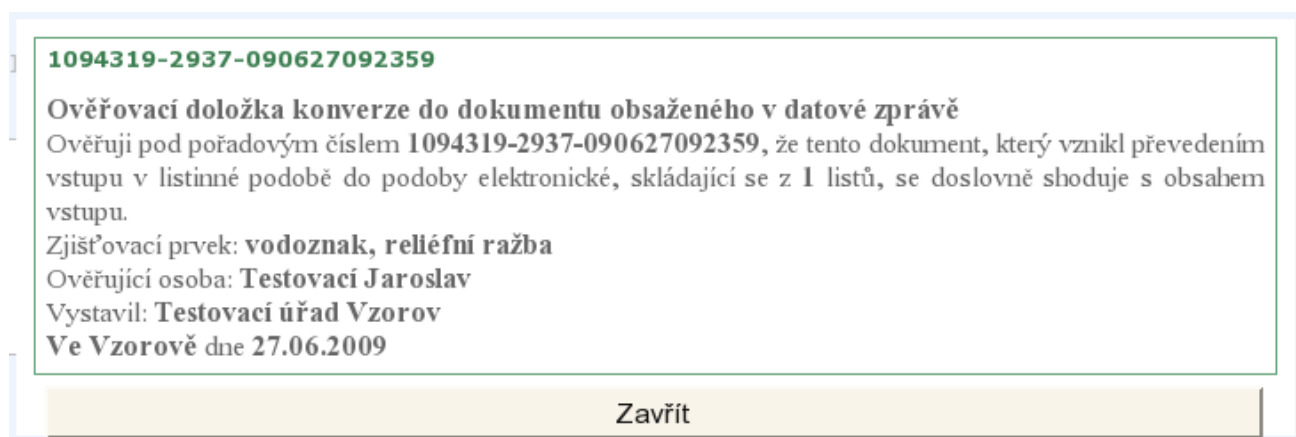 1094319-2937-090627092359
Ověřovací doložka konverze do dokumentu obsaženého v datové zprávě
Ověřuji pod pořadovým číslem 1094319-2937-090627092359, že tento dokument, který vznikl převedením
vstupu v listinné podobě do podoby elektronické, skládající se z 1 listů, se doslovně shoduje s obsahem
vstupu.
Zjišťovací prvek: vodoznak, reliéfní ražba
Ověřující osoba: Testovací Jaroslav
Vystavil: Testovací úřad Vzorov
Ve Vzorově dne 27.06.2009
Zavřít